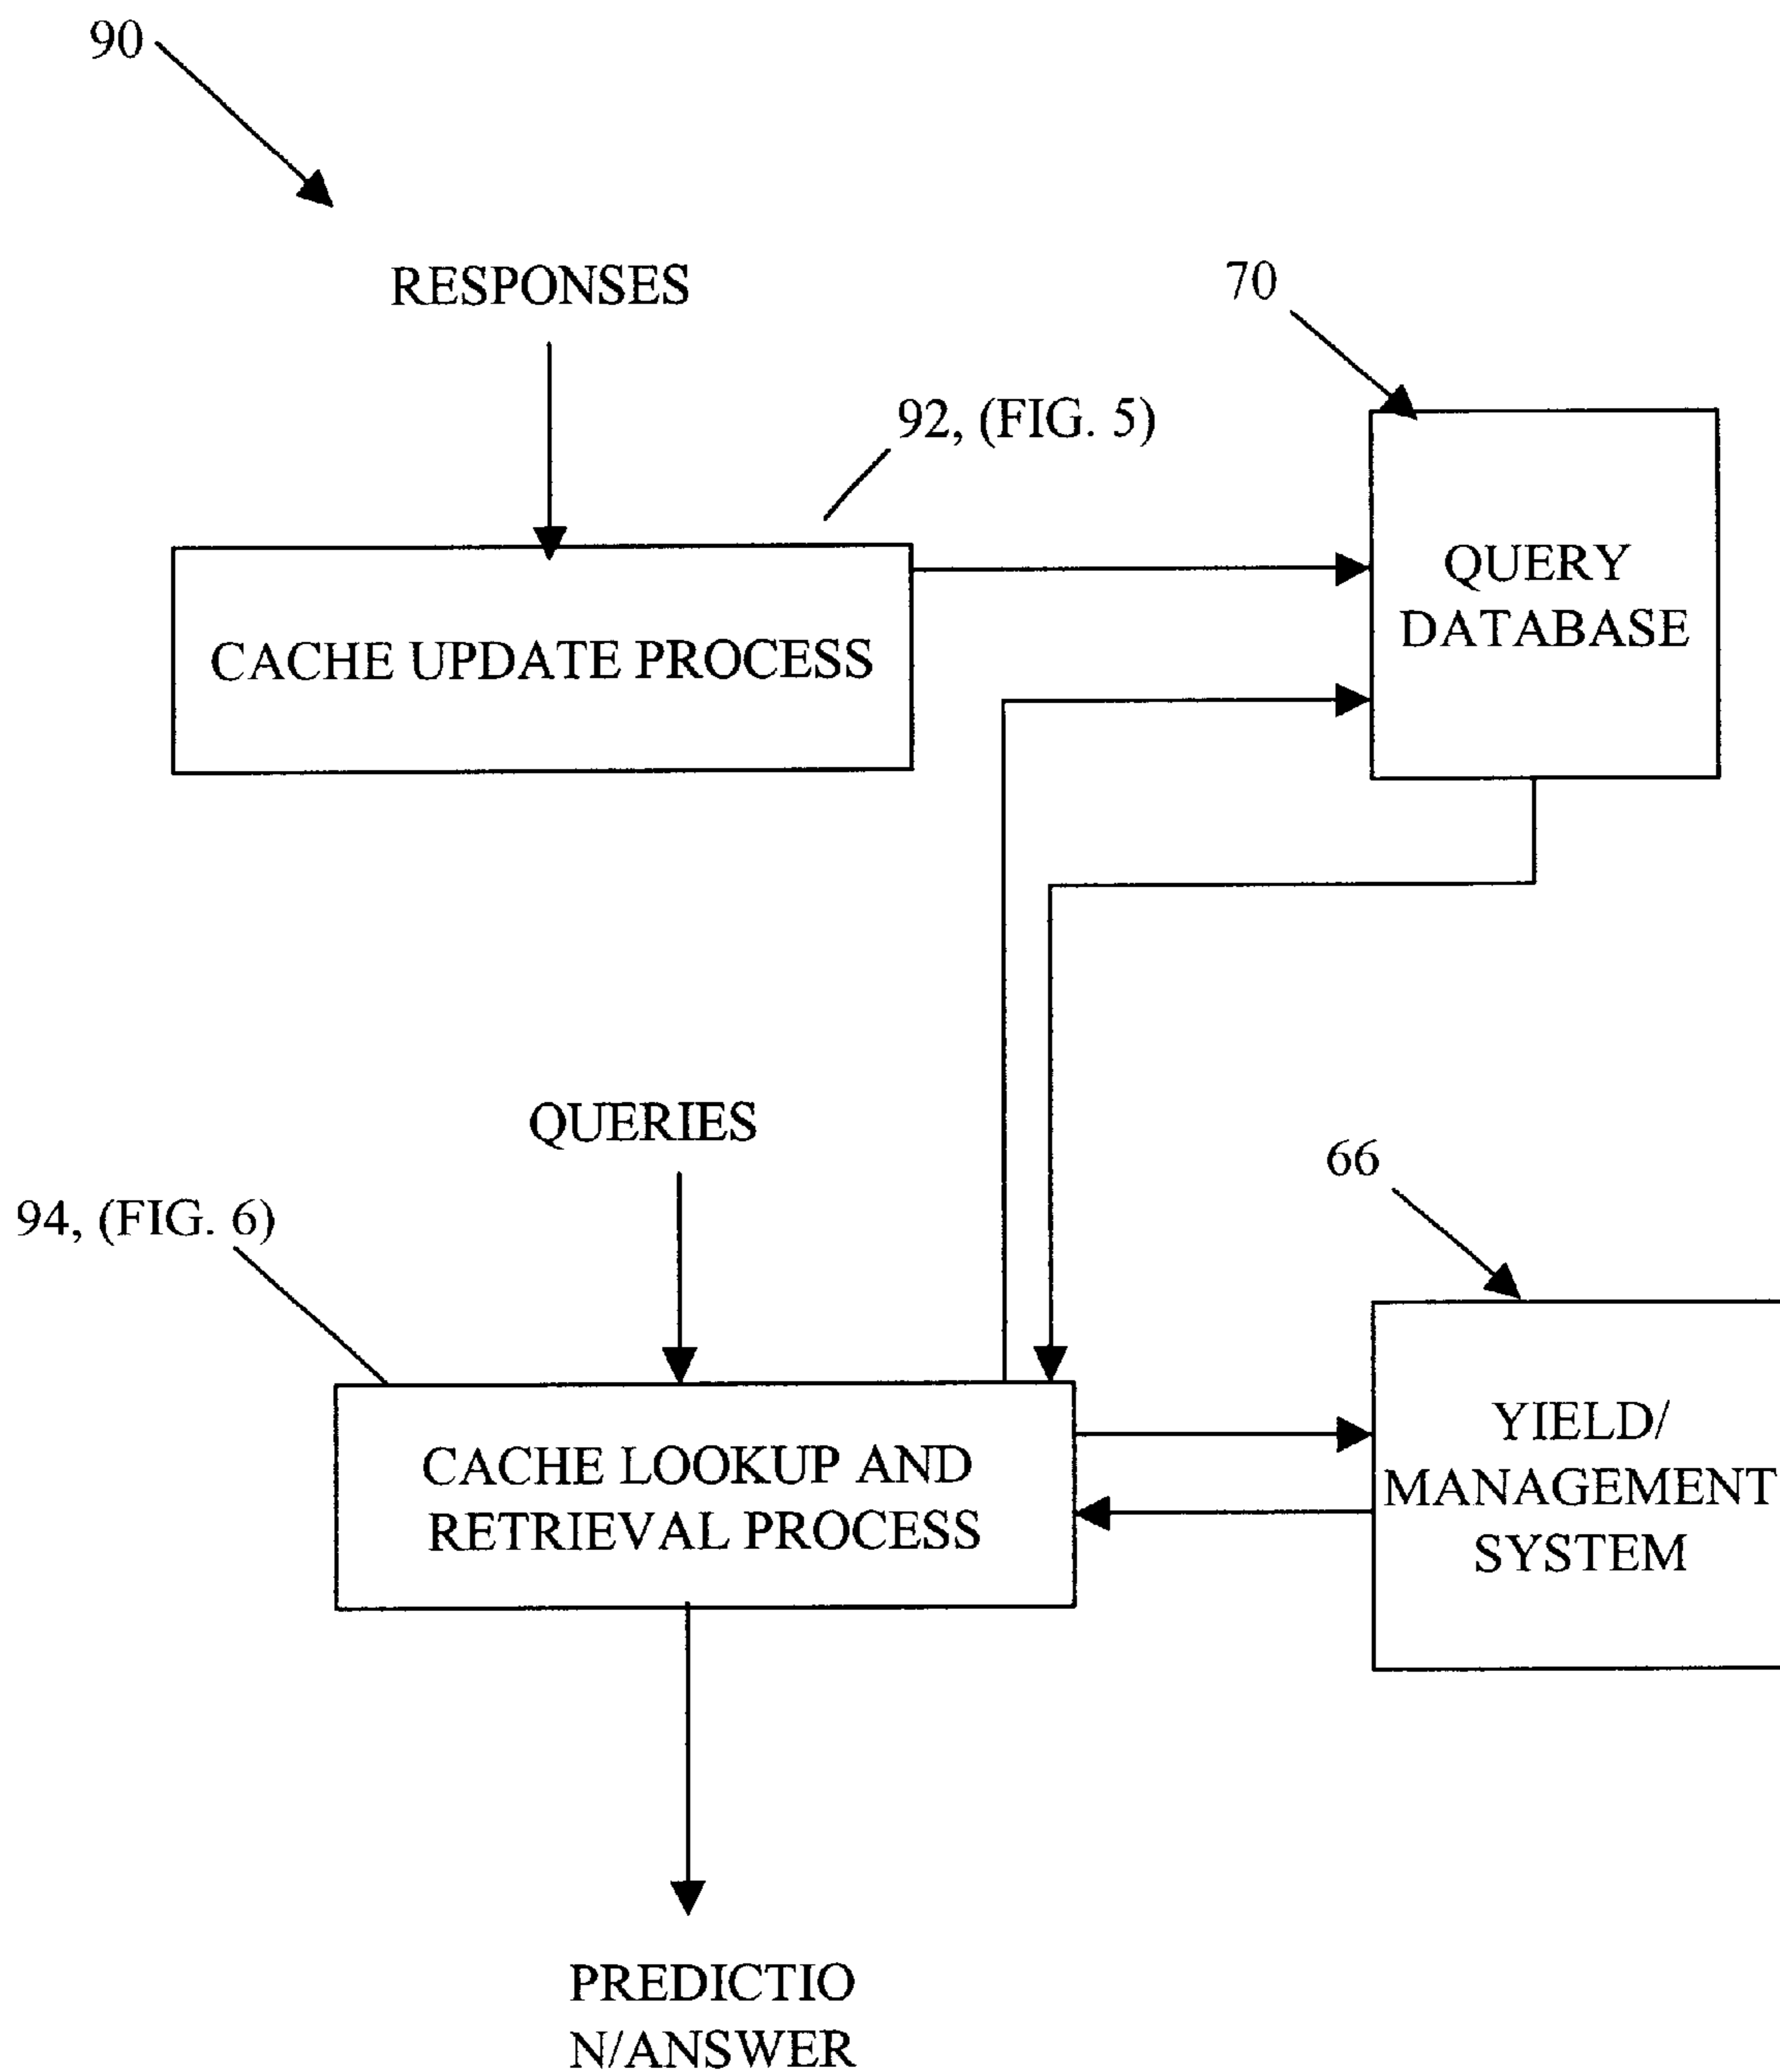 90
RESPONSES
70
92, (FIG. 5)
QUERY
DATABASE
CACHE UPDATE PROCESS
QUERIES
66
94, (FIG. 6)
YIELD/
MANAGEMENT
SYSTEM
CACHE LOOKUP AND
RETRIEVAL PROCESS
PREDICTIO
N/ANSWER